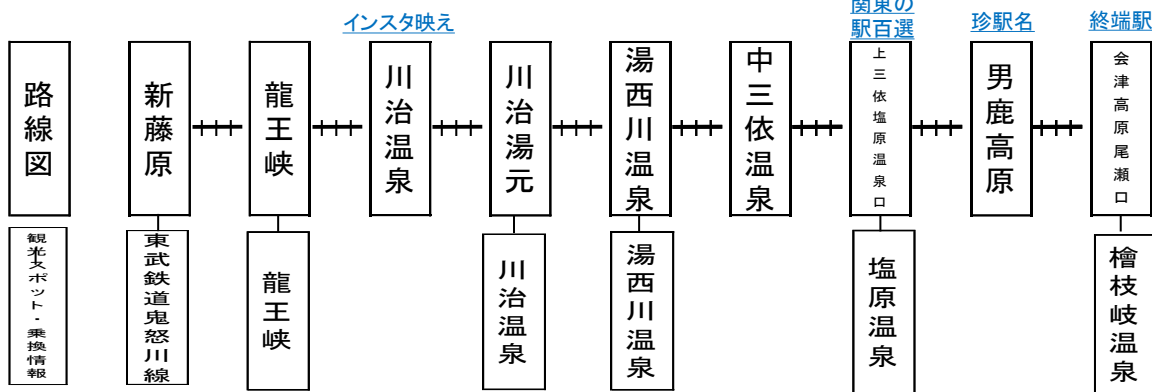 インスタ映え
関東の
駅百選
珍駅名
終端駅
路線図
新藤原
龍王峡
川治温泉
川治湯元
湯西川温泉
中三依温泉
上三依塩原温泉口
男鹿高原
会津高原尾瀬口
観光スポット・乗換情報
東武鉄道鬼怒川線
龍王峡
川治温泉
湯西川温泉
塩原温泉
檜枝岐温泉